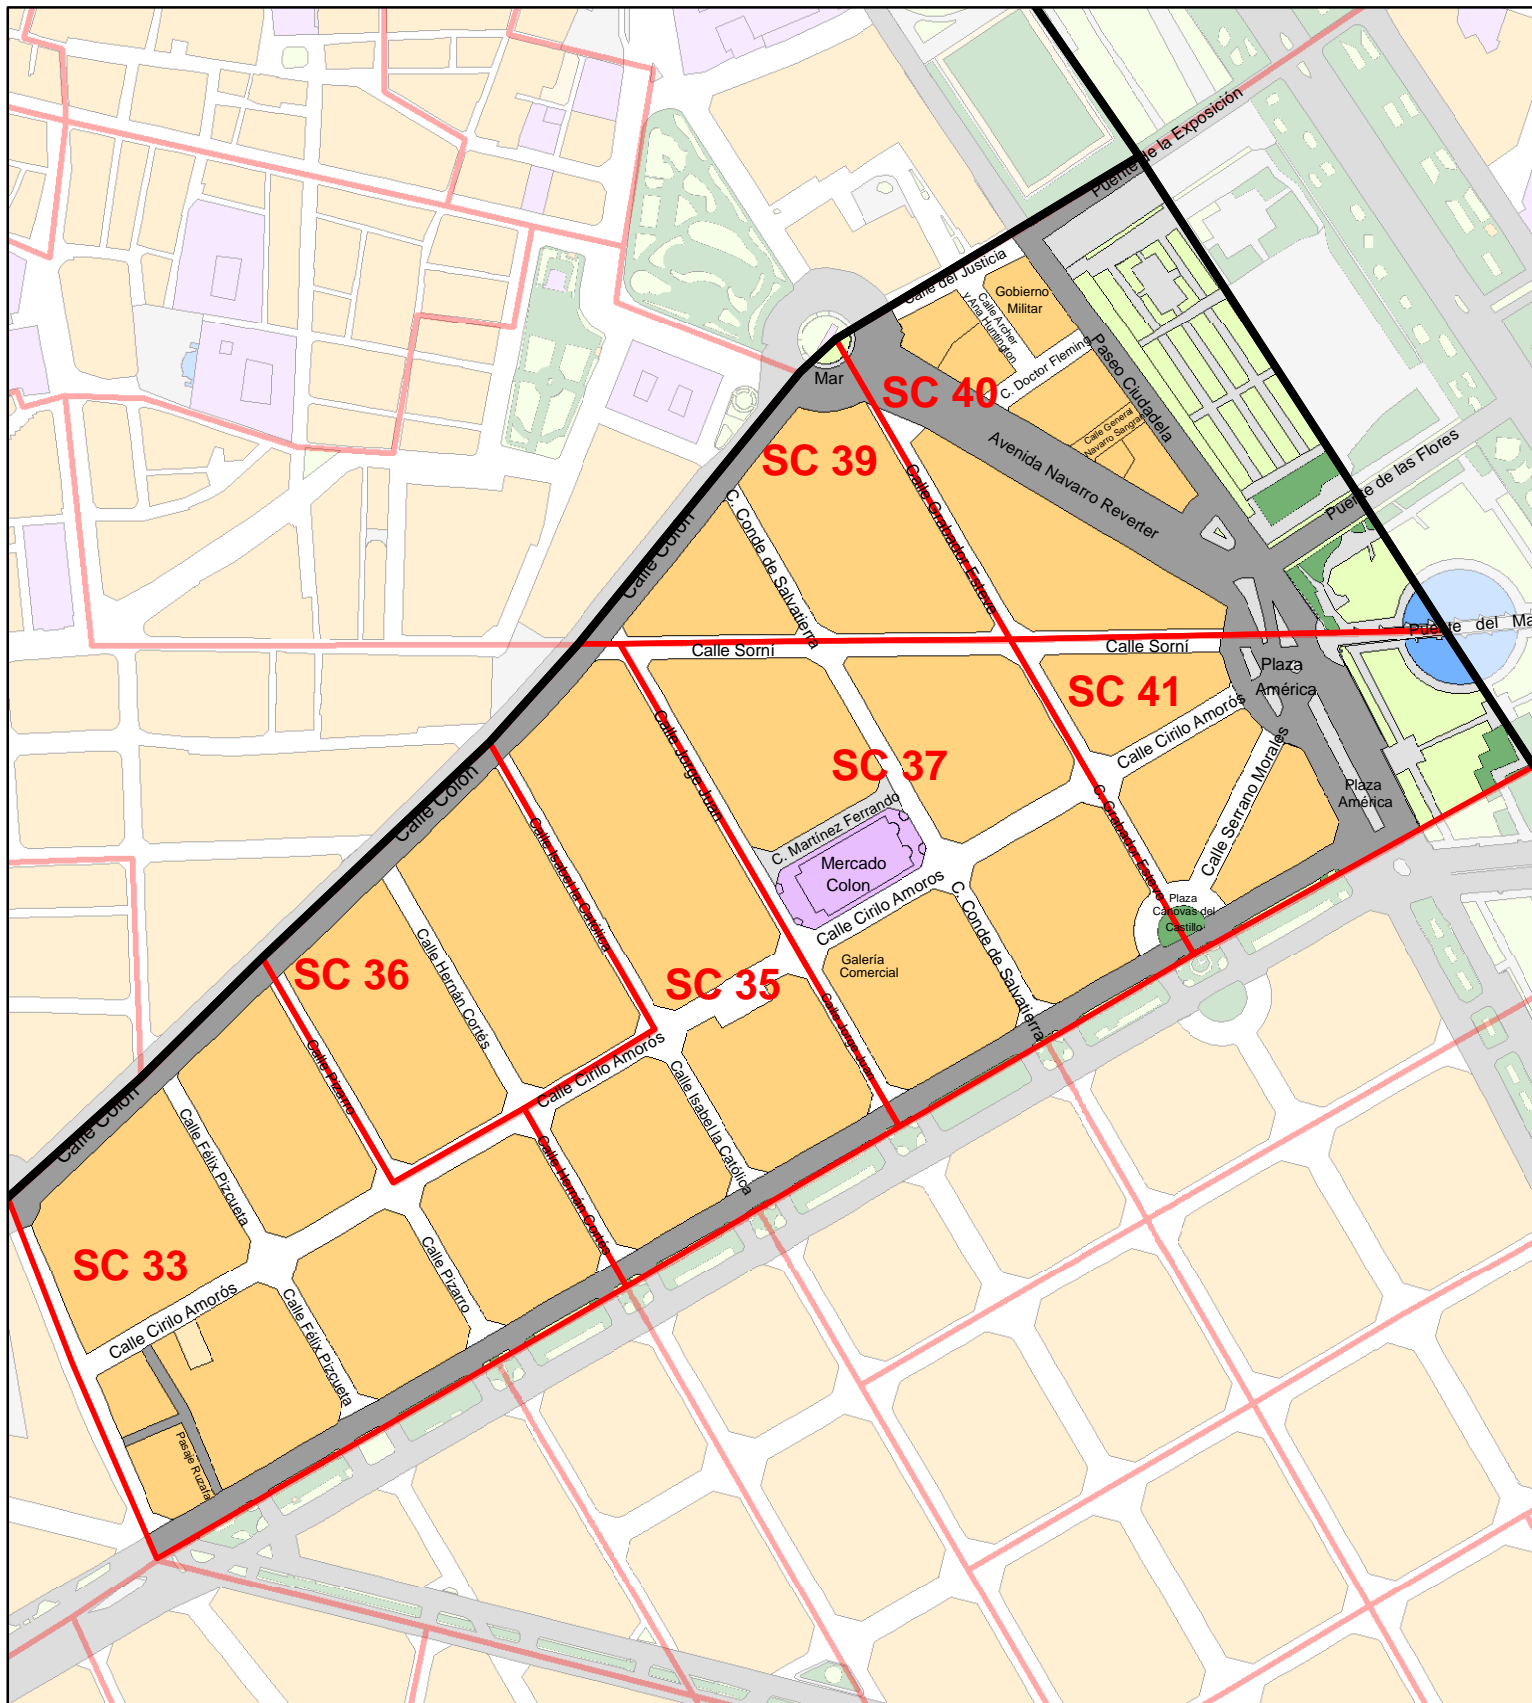 Puente de la Exposición
Calle del Justicia
Gobierno
Militar
Calle Archer
y Ana Huntington
C. Doctor Fleming
Paseo Ciudadela
Mar
SC 40
Calle General
Navarro Sangran
Avenida Navarro Reverter
Puente de las Flores
SC 39
Calle Grabador Esteve
C. Conde de Salvatierra
Calle Colon
Puente del Ma
Calle Sorní
Calle Sorní
Plaza
América
SC 41
Calle Cirilo Amorós
Calle Jorge Juan
SC 37
Calle Serrano Morales
Plaza
América
Calle Colon
C. Martínez Ferrando
C. Grabador Esteve
Mercado
Colon
Calle Isabel la Católica
Calle Cirilo Amoros
C. Conde de Salvatierra
Plaza
Canovas del
Castillo
Galería
Comercial
SC 36
Calle Hernán Cortés
SC 35
Calle Jorge Juan
Calle Pizarro
Calle Cirilo Amorós
Calle Colon
Calle Félix Pizcueta
Calle Isabel la Católica
Calle Hernán Cortés
SC 33
Calle Pizarro
Calle Cirilo Amorós
Calle Félix Pizcueta
Pasaje Ruzafa